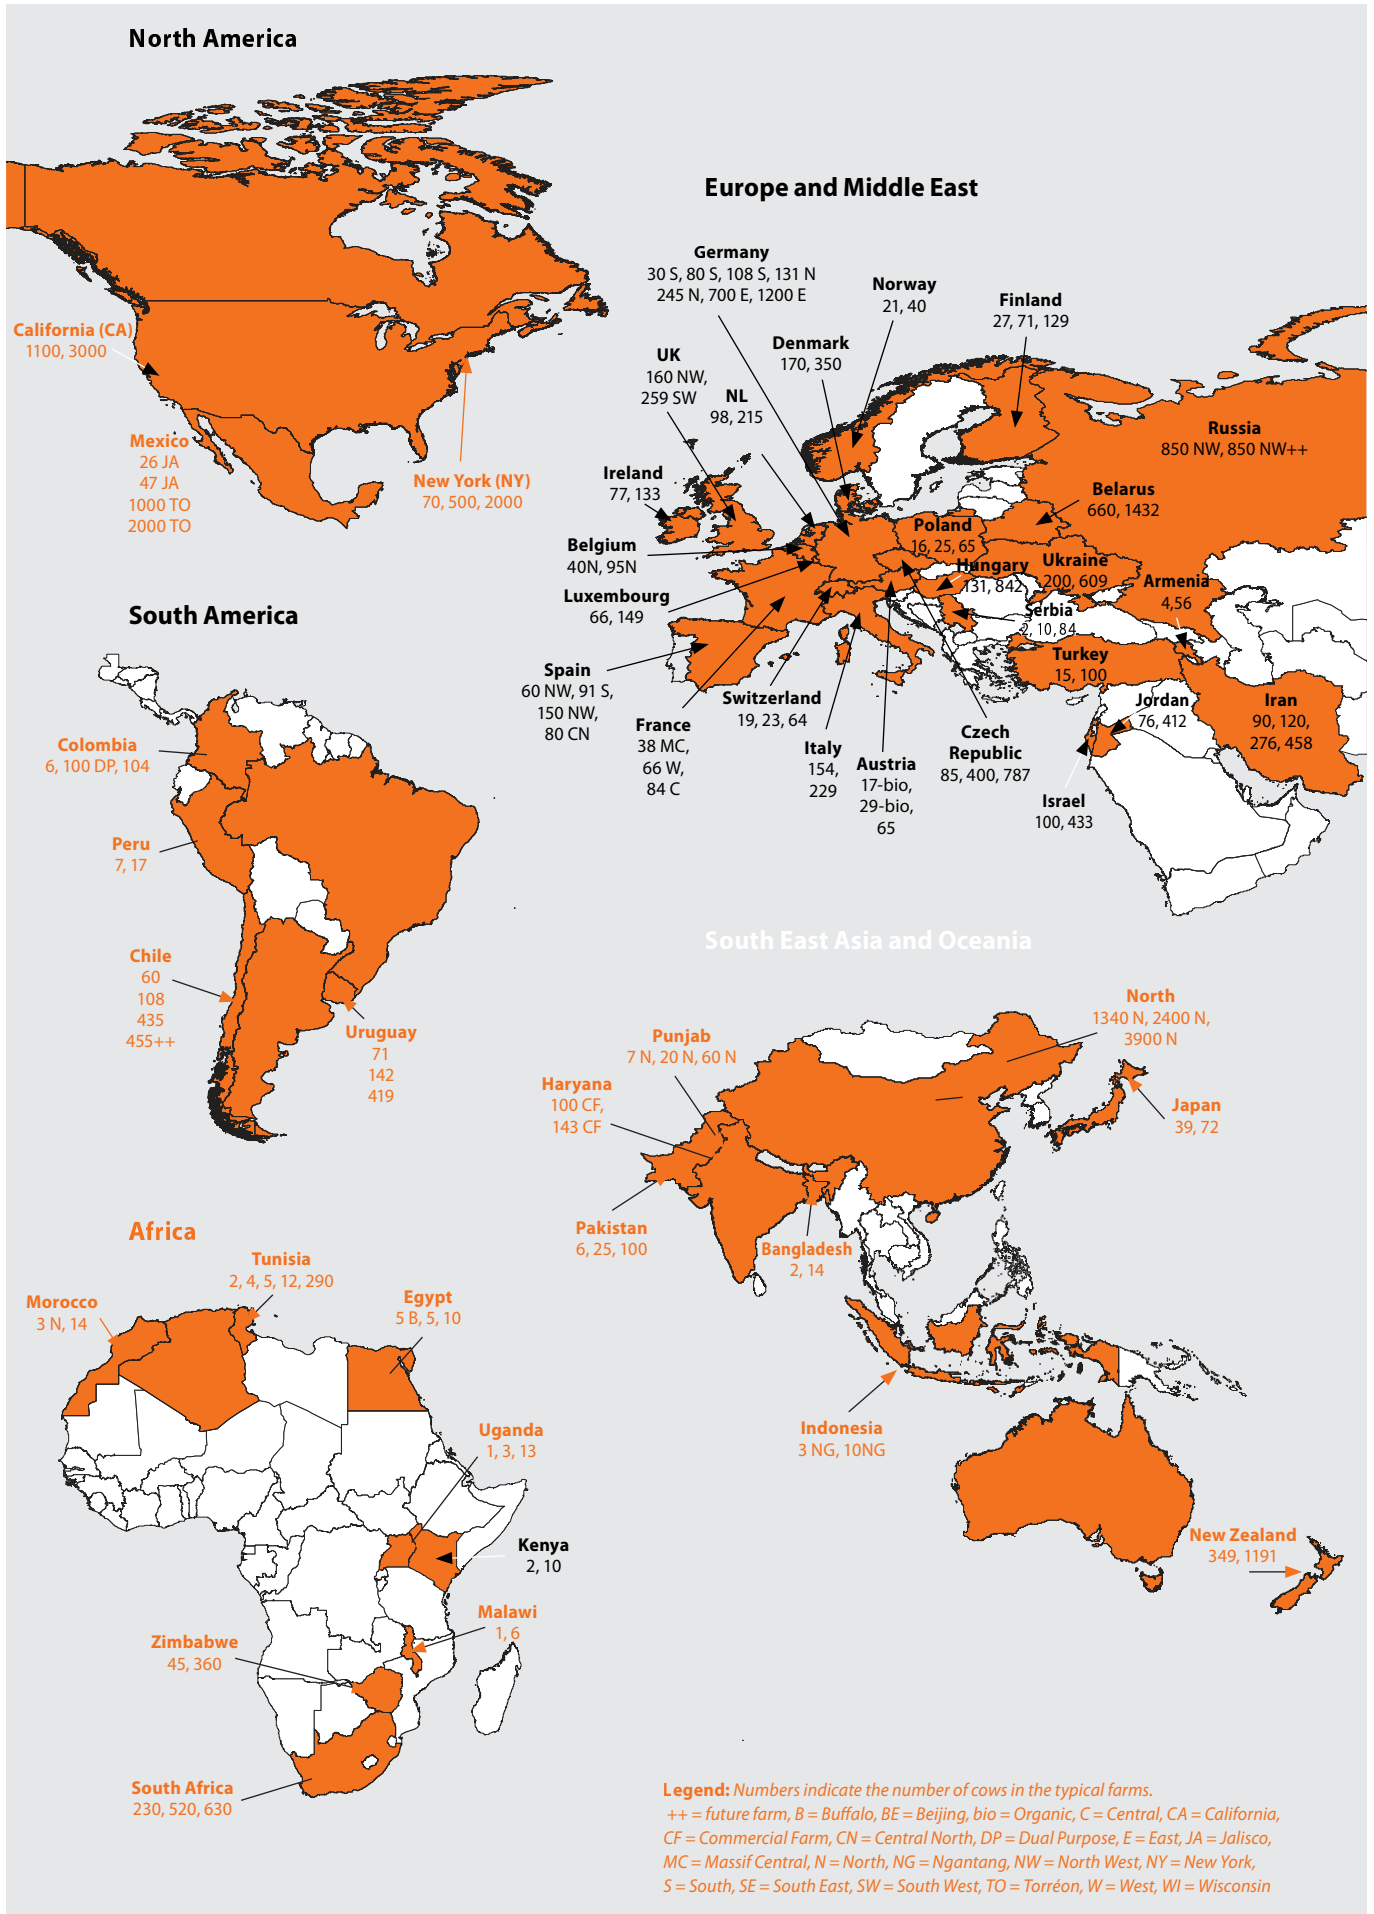 North America
California (CA)
1100, 3000
Mexico
26 JA
47 JA
1000 TO
2000 TO
New York (NY)
70, 500, 2000
Europe and Middle East
Germany
30 S, 80 S, 108 S, 131 N
245 N, 700 E, 1200 E
Norway
21, 40
Finland
27, 71, 129
Denmark
170, 350
UK
160 NW,
259 SW
NL
98, 215
Russia
850 NW, 850 NW++
Ireland
77, 133
Belarus
660, 1432
Poland
16, 25, 65
Belgium
40N, 95N
Hungary
131, 842
Ukraine
200, 609
Armenia
4,56
Luxembourg
66, 149
Serbia
2, 10, 84
Turkey
15, 100
Spain
60 NW, 91 S,
150 NW,
80 CN
Switzerland
19, 23, 64
Jordan
76, 412
Iran
90, 120,
276, 458
France
38 MC,
66 W,
84 C
Italy
154,
229
Austria
17-bio,
29-bio,
65
Czech
Republic
85, 400, 787
Israel
100, 433
South America
Colombia
6, 100 DP, 104
Peru
7, 17
Chile
60
108
435
455++
Uruguay
71
142
419
South East Asia and Oceania
North
1340 N, 2400 N,
3900 N
Punjab
7 N, 20 N, 60 N
Haryana
100 CF,
143 CF
Japan
39, 72
Pakistan
6, 25, 100
Bangladesh
2, 14
Indonesia
3 NG, 10NG
New Zealand
349, 1191
Africa
Tunisia
2, 4, 5, 12, 290
Morocco
3 N, 14
Egypt
5 B, 5, 10
Uganda
1, 3, 13
Kenya
2, 10
Malawi
1, 6
Zimbabwe
45, 360
South Africa
230, 520, 630
Legend: Numbers indicate the number of cows in the typical farms.
++ = future farm, B = Buffalo, BE = Beijing, bio = Organic, C = Central, CA = California,
CF = Commercial Farm, CN = Central North, DP = Dual Purpose, E = East, JA = Jalisco,
MC = Massif Central, N = North, NG = Ngantang, NW = North West, NY = New York,
S = South, SE = South East, SW = South West, TO = Torréon, W = West, WI = Wisconsin